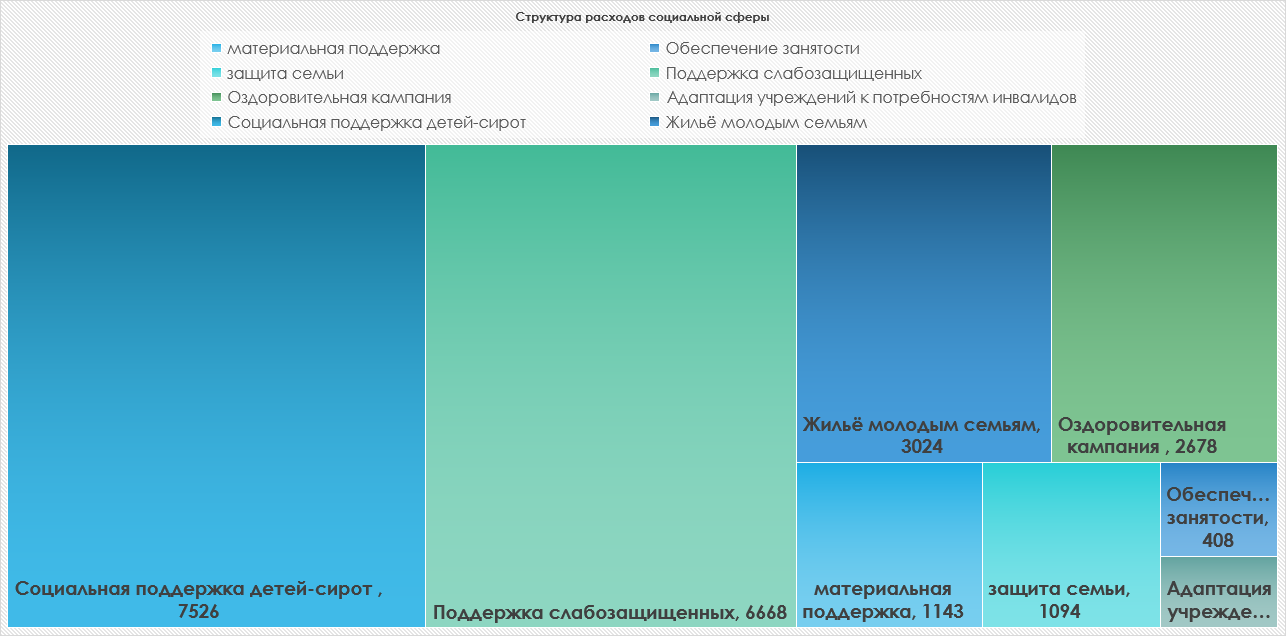 Структура расходов социальной сферы
материальная поддержка
Обеспечение занятости
защита семьи
Поддержка слабозащищенных
Оздоровительная кампания
Адаптация учреждений к потребностям инвалидов
Социальная поддержка детей-сирот
Жильё молодым семьям
Социальная поддержка детей-сирот ,
7526
Поддержка слабозащищенных, 6668
Жильё молодым семьям,
3024
Оздоровительная
кампания , 2678
материальная
поддержка, 1143
защита семьи,
1094
Обеспеч...
занятости,
408
Адаптация
учрежде...